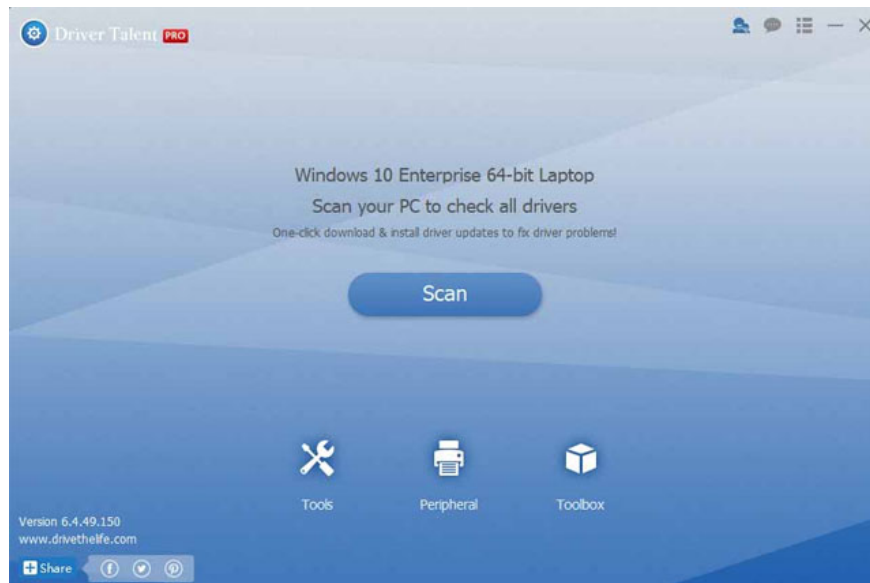 Driver Talent PRO
Windows 10 Enterprise 64-bit Laptop
Scan your PC to check all drivers
One-click download & install driver updates to fix driver problems!
Scan
Tools Peripheral Toolbox
Version 6.4.49.150
www.drivethelife.com
Share